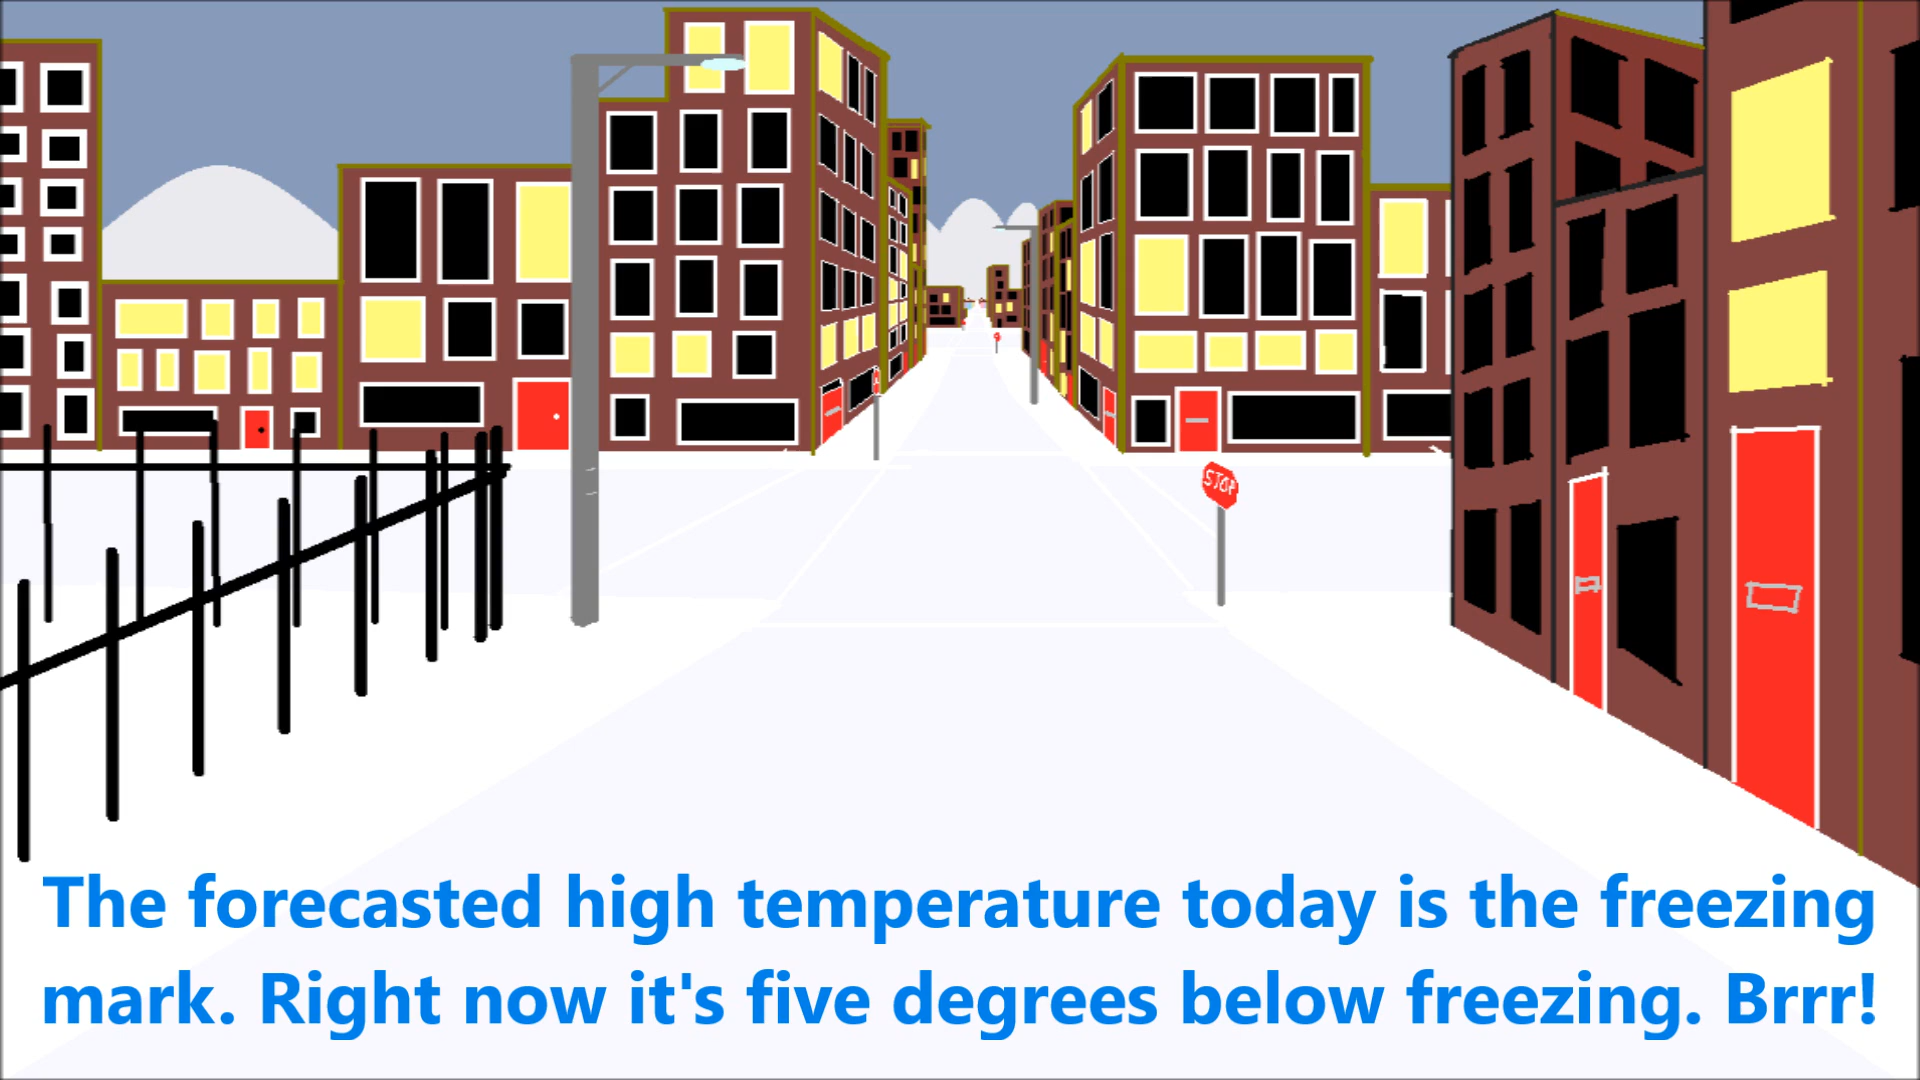 STOP
The forecasted high temperature today is the freezing
mark. Right now it's five degrees below freezing. Brrr!